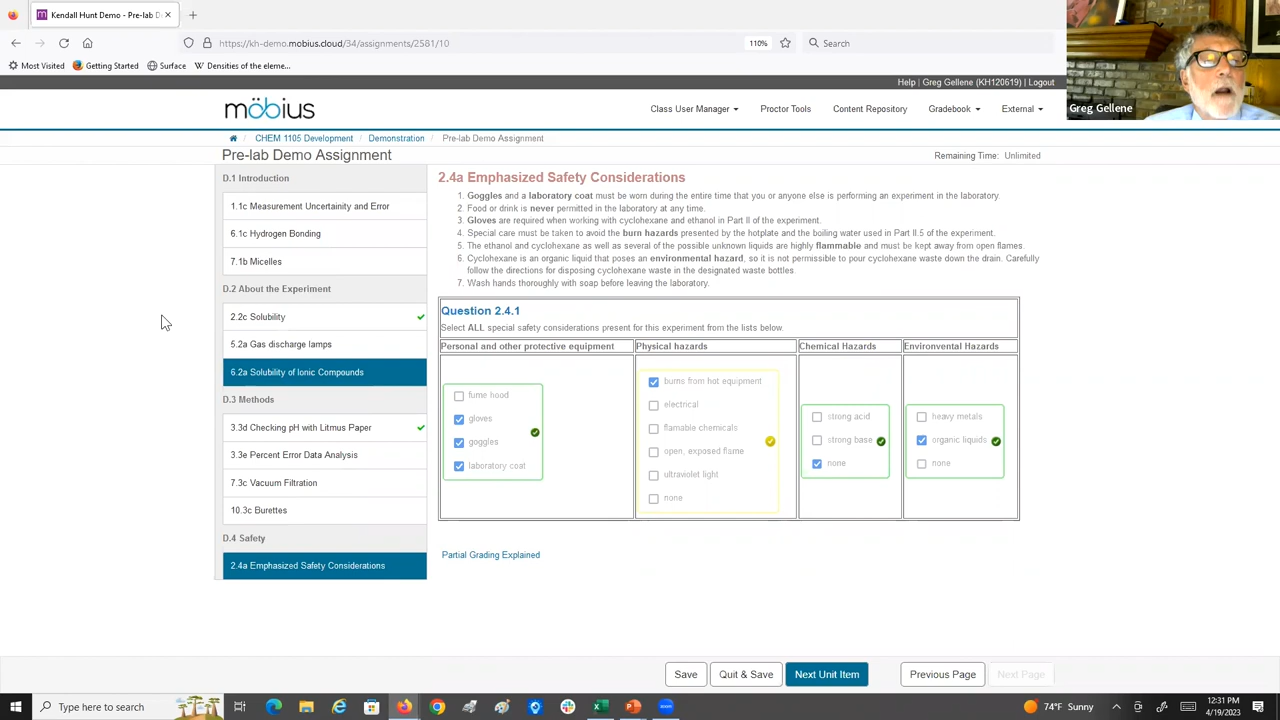 Kendall Hunt Demo - Pre-lab D
https://kh-demo.mobius.cloud/34/assignments/2581/10
110%
Search
Most Visited
Getting Started
Surface
W Densities of the eleme...
Greg Gellene
Help | Greg Gellene (KH120619) | Logout
möbius
Class User Manager
Proctor Tools
Content Repository
Gradebook
External
CHEM 1105 Development / Demonstration / Pre-lab Demo Assignment
Pre-lab Demo Assignment
Remaining Time: Unlimited
D.1 Introduction
1.1c Measurement Uncertainity and Error
6.1c Hydrogen Bonding
7.1b Micelles
D.2 About the Experiment
2.2c Solubility
5.2a Gas discharge lamps
6.2a Solubility of Ionic Compounds
D.3 Methods
3.3d Checking pH with Litmus Paper
3.3e Percent Error Data Analysis
7.3c Vacuum Filtration
10.3c Burettes
D.4 Safety
2.4a Emphasized Safety Considerations
2.4a Emphasized Safety Considerations
1. Goggles and a laboratory coat must be worn during the entire time that you or anyone else is performing an experiment in the laboratory.
2. Food or drink is never permitted in the laboratory at any time.
3. Gloves are required when working with cyclohexane and ethanol in Part II of the experiment.
4. Special care must be taken to avoid the burn hazards presented by the hotplate and the boiling water used in Part II.5 of the experiment.
5. The ethanol and cyclohexane as well as several of the possible unknown liquids are highly flammable and must be kept away from open flames.
6. Cyclohexane is an organic liquid that poses an environmental hazard, so it is not permissible to pour cyclohexane waste down the drain. Carefully
follow the directions for disposing cyclohexane waste in the designated waste bottles.
7. Wash hands thoroughly with soap before leaving the laboratory.
Question 2.4.1
Select ALL special safety considerations present for this experiment from the lists below.
Personal and other protective equipment
fume hood
gloves
goggles
laboratory coat
Physical hazards
burns from hot equipment
electrical
flamable chemicals
open, exposed flame
ultraviolet light
none
Chemical Hazards
strong acid
strong base
none
Environvental Hazards
heavy metals
organic liquids
none
Partial Grading Explained
Save
Quit & Save
Next Unit Item
Previous Page
Next Page
Type here to search
74°F Sunny
12:31 PM
4/19/2023